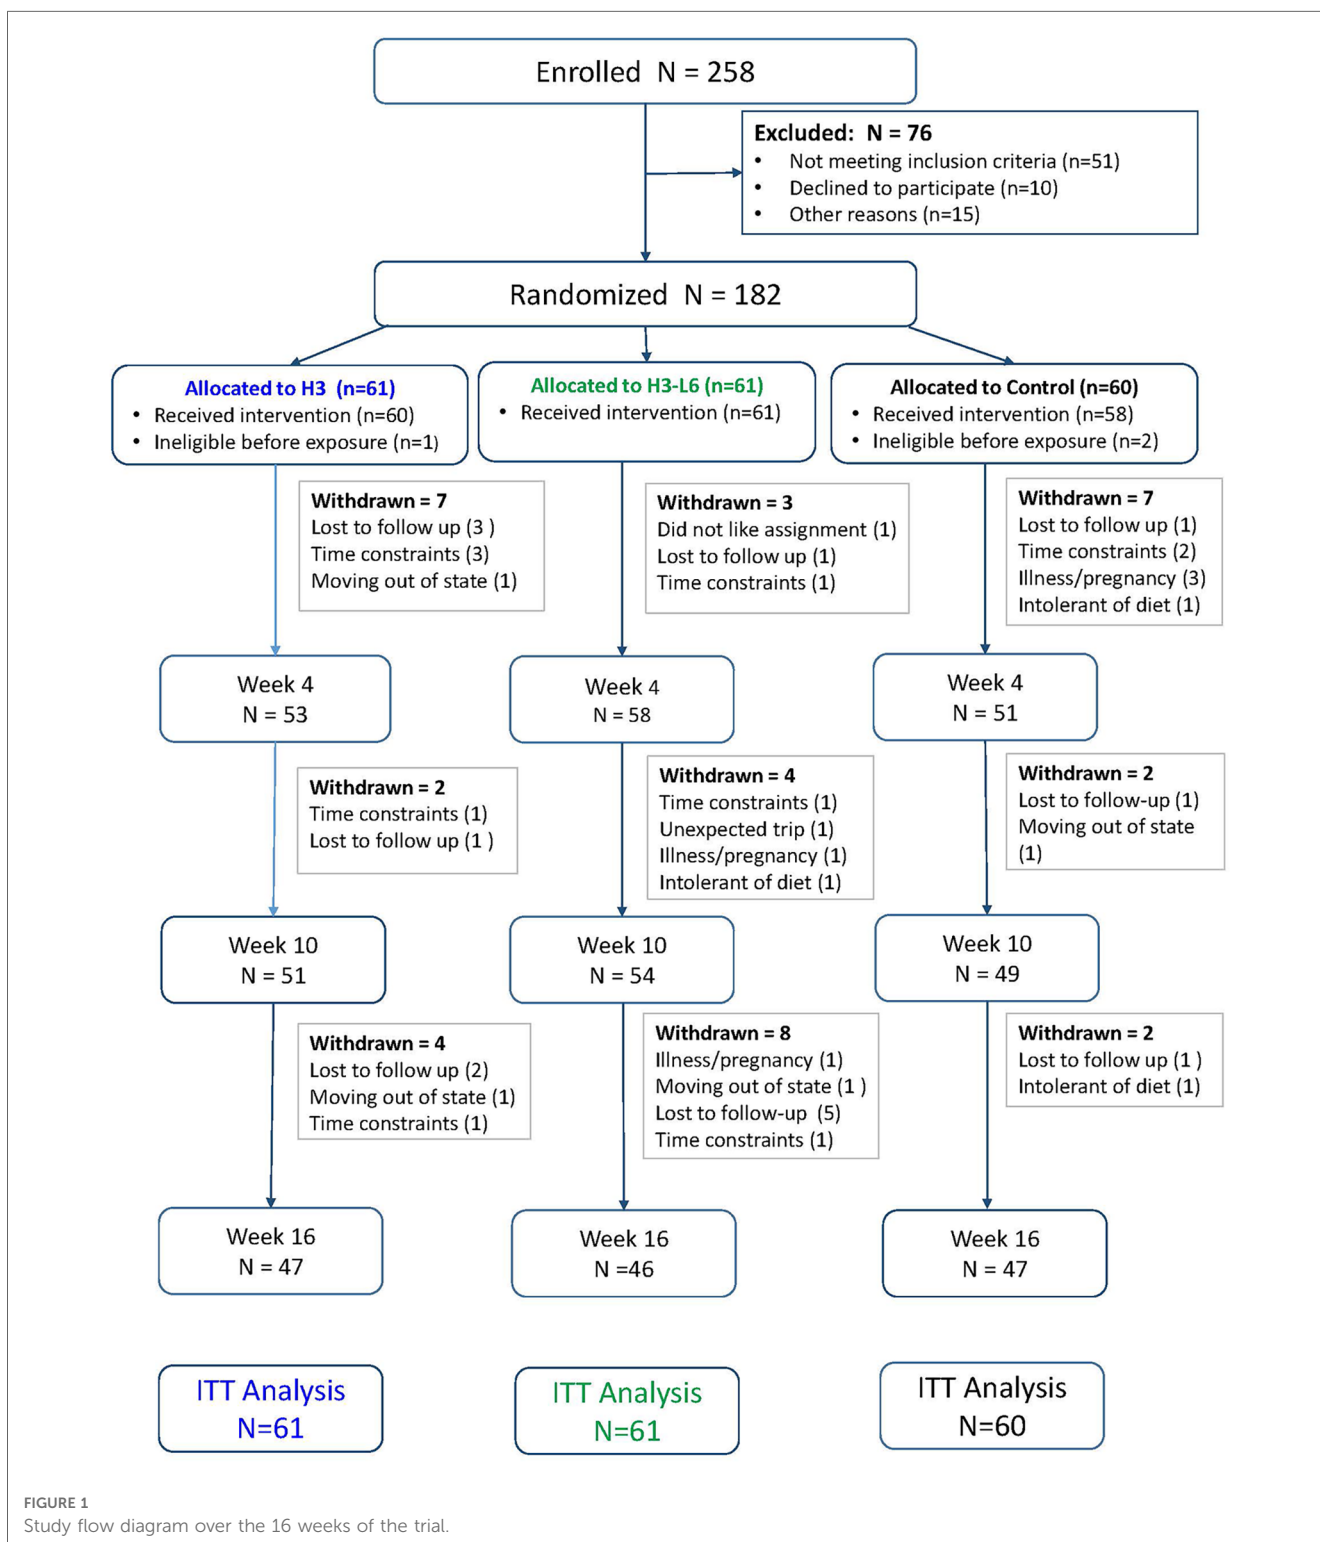 Enrolled  N = 258
Excluded:  N = 76
• Not meeting inclusion criteria (n=51)
• Declined to participate (n=10)
• Other reasons (n=15)
Randomized  N = 182
Allocated to H3  (n=61)
• Received intervention (n=60)
• Ineligible before exposure (n=1)
Allocated to H3-L6 (n=61)
• Received intervention (n=61)
Allocated to Control (n=60)
• Received intervention (n=58)
• Ineligible before exposure (n=2)
Withdrawn = 7
Lost to follow up (3 )
Time constraints (3)
Moving out of state (1)
Withdrawn = 3
Did not like assignment (1)
Lost to follow up (1)
Time constraints (1)
Withdrawn = 7
Lost to follow up (1)
Time constraints (2)
Illness/pregnancy (3)
Intolerant of diet (1)
Week 4
N = 53
Week 4
N = 58
Week 4
N = 51
Withdrawn = 2
Time constraints (1)
Lost to follow up (1 )
Withdrawn = 4
Time constraints (1)
Unexpected trip (1)
Illness/pregnancy (1)
Intolerant of diet (1)
Withdrawn = 2
Lost to follow-up (1)
Moving out of state
(1)
Week 10
N = 51
Week 10
N = 54
Week 10
N = 49
Withdrawn = 4
Lost to follow up (2)
Moving out of state (1)
Time constraints (1)
Withdrawn = 8
Illness/pregnancy (1)
Moving out of state (1 )
Lost to follow-up  (5)
Time constraints (1)
Withdrawn = 2
Lost to follow up (1 )
Intolerant of diet (1)
Week 16
N = 47
Week 16
N =46
Week 16
N = 47
ITT Analysis
N=61
ITT Analysis
N=61
ITT Analysis
N=60
FIGURE 1
Study flow diagram over the 16 weeks of the trial.